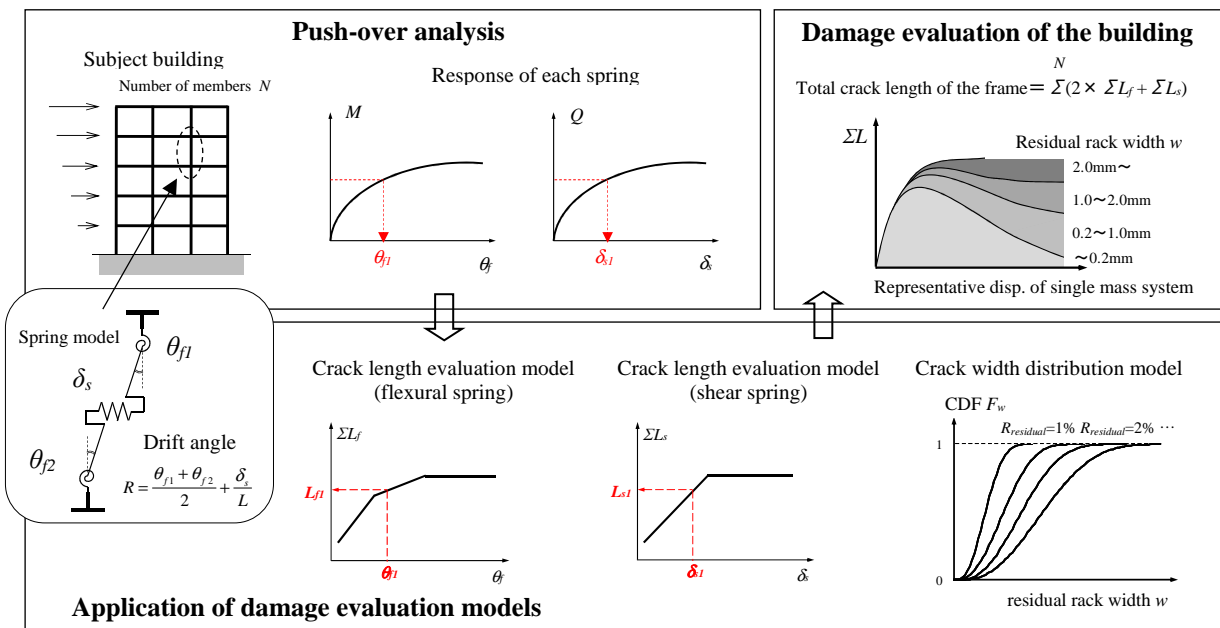 Push-over analysis
Subject building
Number of members N
Response of each spring
M
θf1
θf
Q
δs1
δs
Damage evaluation of the building
N
Total crack length of the frame = Σ(2 × ΣLf + ΣLs)
ΣL
Residual rack width w
2.0mm～
1.0～2.0mm
0.2～1.0mm
～0.2mm
Representative disp. of single mass system
Spring model
θf1
δs
θf2
Drift angle
R = (θf1 + θf2)/2 + δs/L
Crack length evaluation model
(flexural spring)
ΣLf
Lf1
θf1
θf
Crack length evaluation model
(shear spring)
ΣLs
Ls1
δs1
δs
Crack width distribution model
CDF Fw
Rresidual=1% Rresidual=2% ⋯
1
0
residual rack width w
Application of damage evaluation models